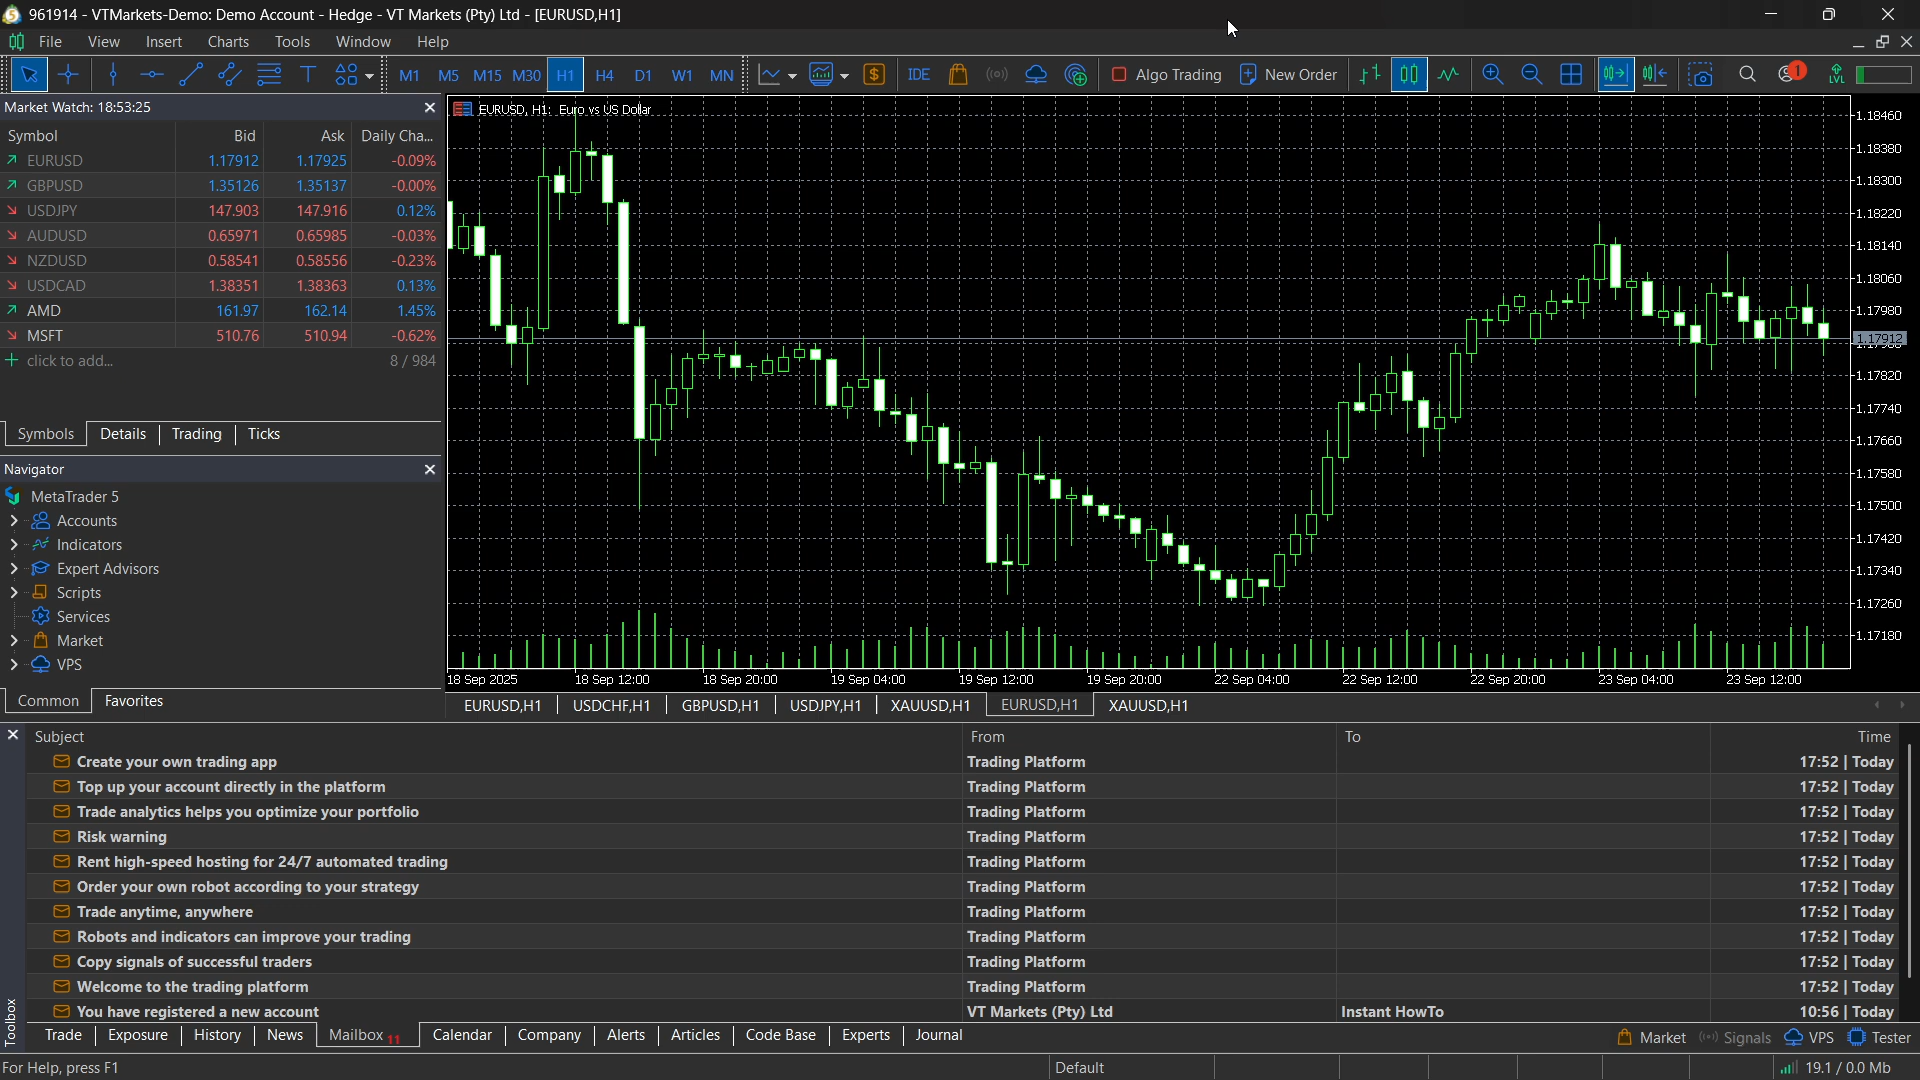 961914 - VTMarkets-Demo: Demo Account - Hedge - VT Markets (Pty) Ltd - [EURUSD,H1]
File View Insert Charts Tools Window Help
M1 M5 M15 M30 H1 H4 D1 W1 MN IDE Algo Trading New Order 1 LVL
Market Watch: 18:53:25
Symbol Bid Ask Daily Cha...
EURUSD 1.17912 1.17925 -0.09%
GBPUSD 1.35126 1.35137 -0.00%
USDJPY 147.903 147.916 0.12%
AUDUSD 0.65971 0.65985 -0.03%
NZDUSD 0.58541 0.58556 -0.23%
USDCAD 1.38351 1.38363 0.13%
AMD 161.97 162.14 1.45%
MSFT 510.76 510.94 -0.62%
click to add... 8 / 984
Symbols Details Trading Ticks
Navigator
MetaTrader 5
Accounts
Indicators
Expert Advisors
Scripts
Services
Market
VPS
Common Favorites
EURUSD, H1: Euro vs US Dollar
1.18460
1.18380
1.18300
1.18220
1.18140
1.18060
1.17980
1.17912
1.17820
1.17740
1.17660
1.17580
1.17500
1.17420
1.17340
1.17260
1.17180
18 Sep 2025 18 Sep 12:00 18 Sep 20:00 19 Sep 04:00 19 Sep 12:00 19 Sep 20:00 22 Sep 04:00 22 Sep 12:00 22 Sep 20:00 23 Sep 04:00 23 Sep 12:00
EURUSD,H1 USDCHF,H1 GBPUSD,H1 USDJPY,H1 XAUUSD,H1 EURUSD,H1 XAUUSD,H1
Subject From To Time
Create your own trading app Trading Platform 17:52 | Today
Top up your account directly in the platform Trading Platform 17:52 | Today
Trade analytics helps you optimize your portfolio Trading Platform 17:52 | Today
Risk warning Trading Platform 17:52 | Today
Rent high-speed hosting for 24/7 automated trading Trading Platform 17:52 | Today
Order your own robot according to your strategy Trading Platform 17:52 | Today
Trade anytime, anywhere Trading Platform 17:52 | Today
Robots and indicators can improve your trading Trading Platform 17:52 | Today
Copy signals of successful traders Trading Platform 17:52 | Today
Welcome to the trading platform Trading Platform 17:52 | Today
You have registered a new account VT Markets (Pty) Ltd Instant HowTo 10:56 | Today
Toolbox
Trade Exposure History News Mailbox 11 Calendar Company Alerts Articles Code Base Experts Journal Market Signals VPS Tester
For Help, press F1 Default 19.1 / 0.0 Mb